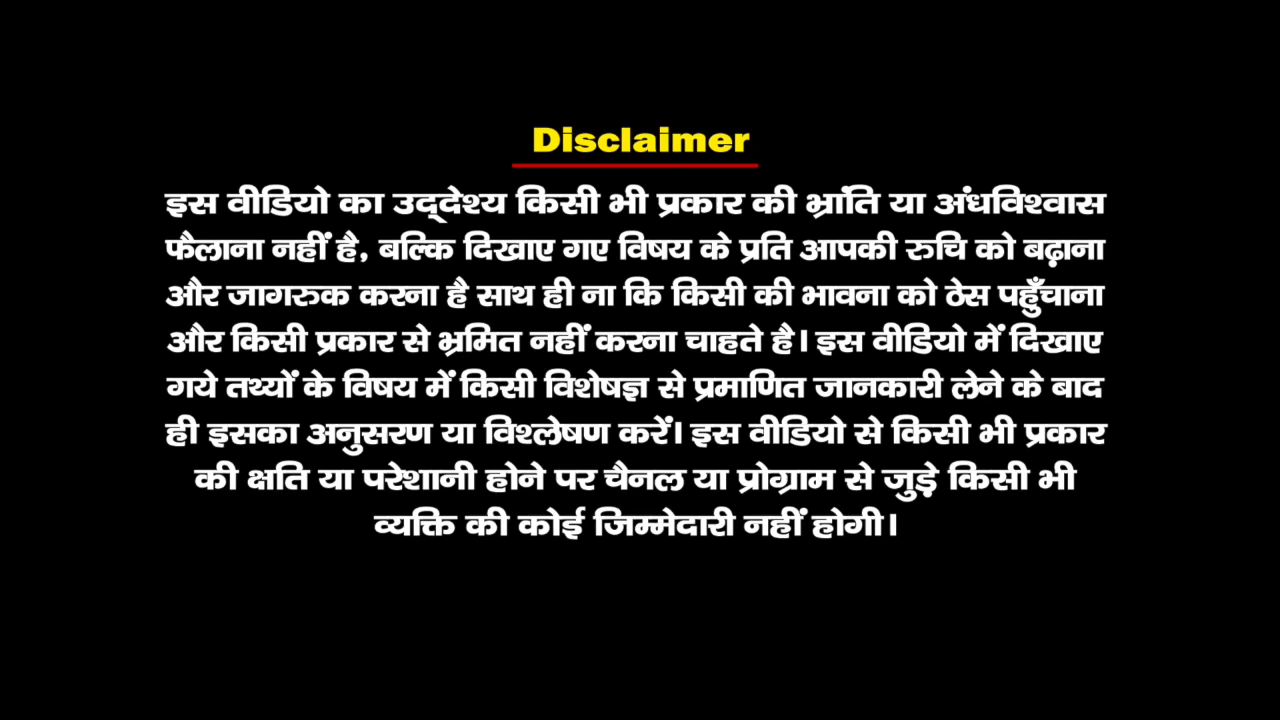 Disclaimer
इस वीडियो का उद्देश्य किसी भी प्रकार की भ्रांति या अंधविश्वास
फैलाना नहीं है, बल्कि दिखाए गए विषय के प्रति आपकी रुचि को बढ़ाना
और जागरुक करना है साथ ही ना कि किसी की भावना को ठेस पहुँचाना
और किसी प्रकार से भ्रमित नहीं करना चाहते है। इस वीडियो में दिखाए
गये तथ्यों के विषय में किसी विशेषज्ञ से प्रमाणित जानकारी लेने के बाद
ही इसका अनुसरण या विश्लेषण करें। इस वीडियो से किसी भी प्रकार
की क्षति या परेशानी होने पर चैनल या प्रोग्राम से जुड़े किसी भी
व्यक्ति की कोई जिम्मेदारी नहीं होगी।